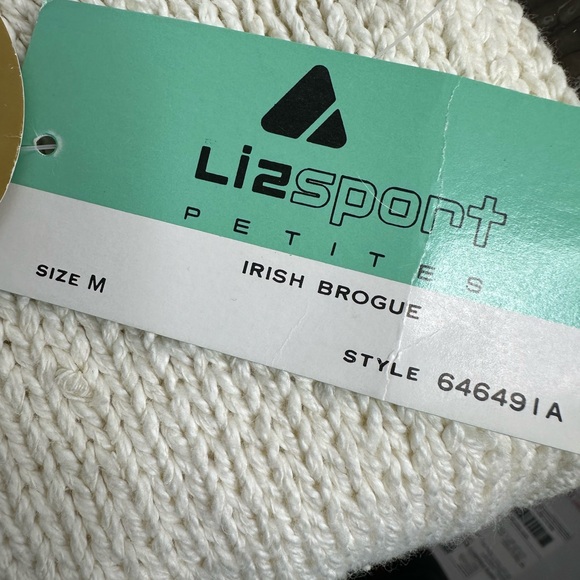 Lizsport
PETITES
SIZE M
IRISH BROGUE
STYLE 646491A